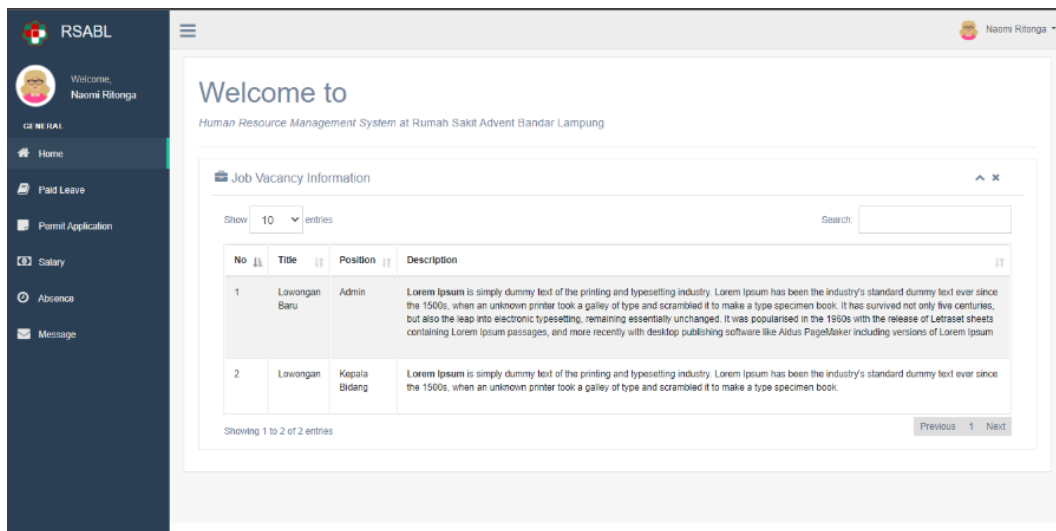 RSABL
Naomi Ritonga
Welcome,
Naomi Ritonga
GENERAL
Home
Paid Leave
Permit Application
Salary
Absence
Message
Welcome to
Human Resource Management System at Rumah Sakit Advent Bandar Lampung
Job Vacancy Information
Show 10 entries
Search:
No Title Position Description
1 Lowongan Baru Admin Lorem Ipsum is simply dummy text of the printing and typesetting industry. Lorem Ipsum has been the industry's standard dummy text ever since
the 1500s, when an unknown printer took a galley of type and scrambled it to make a type specimen book. It has survived not only five centuries,
but also the leap into electronic typesetting, remaining essentially unchanged. It was popularised in the 1960s with the release of Letraset sheets
containing Lorem Ipsum passages, and more recently with desktop publishing software like Aldus PageMaker including versions of Lorem Ipsum
2 Lowongan Kepala Bidang Lorem Ipsum is simply dummy text of the printing and typesetting industry. Lorem Ipsum has been the industry's standard dummy text ever since
the 1500s, when an unknown printer took a galley of type and scrambled it to make a type specimen book.
Showing 1 to 2 of 2 entries
Previous 1 Next